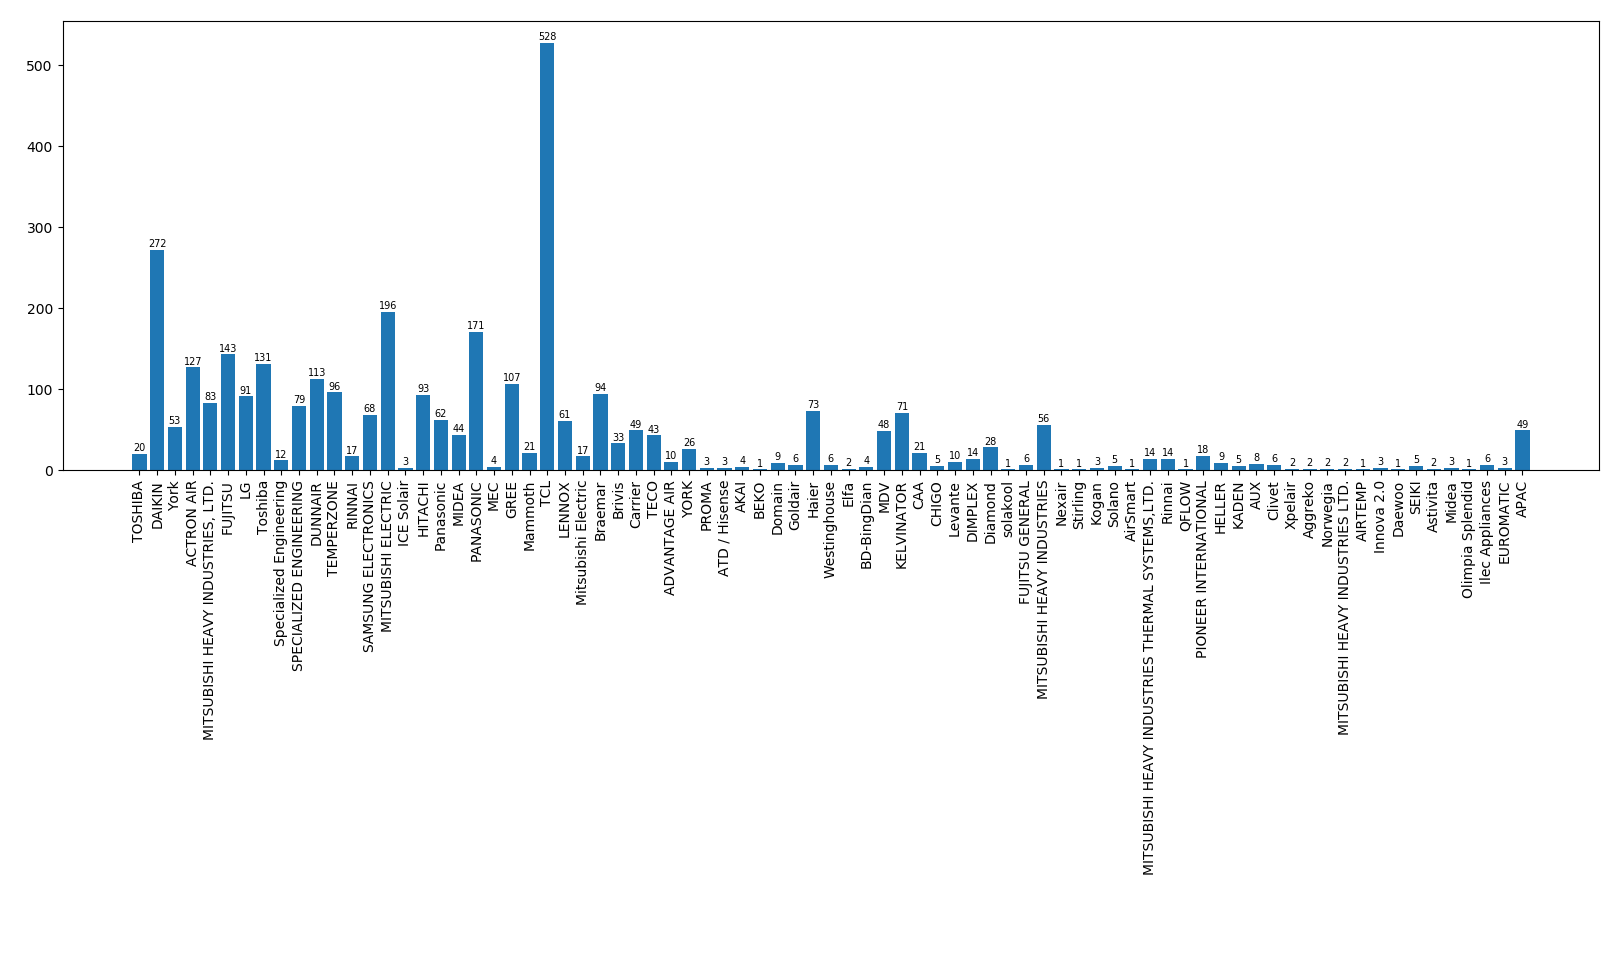 500
400
300
200
100
0
20
272
53
127
83
143
91
131
12
79
113
96
17
68
196
3
93
62
44
171
4
107
21
528
61
17
94
33
49
43
10
26
3
3
4
1
9
6
73
6
2
4
48
71
21
5
10
14
28
1
6
56
1
1
3
5
1
14
14
1
18
9
5
8
6
2
2
2
2
1
3
1
5
2
3
1
6
3
49
TOSHIBA
DAIKIN
York
ACTRON AIR
MITSUBISHI HEAVY INDUSTRIES, LTD.
FUJITSU
LG
Toshiba
Specialized Engineering
SPECIALIZED ENGINEERING
DUNNAIR
TEMPERZONE
RINNAI
SAMSUNG ELECTRONICS
MITSUBISHI ELECTRIC
ICE Solair
HITACHI
Panasonic
MIDEA
PANASONIC
MEC
GREE
Mammoth
TCL
LENNOX
Mitsubishi Electric
Braemar
Brivis
Carrier
TECO
ADVANTAGE AIR
YORK
PROMA
ATD / Hisense
AKAI
BEKO
Domain
Goldair
Haier
Westinghouse
Elfa
BD-BingDian
MDV
KELVINATOR
CAA
CHIGO
Levante
DIMPLEX
Diamond
solakool
FUJITSU GENERAL
MITSUBISHI HEAVY INDUSTRIES
Nexair
Stirling
Kogan
Solano
AirSmart
MITSUBISHI HEAVY INDUSTRIES THERMAL SYSTEMS,LTD.
Rinnai
QFLOW
PIONEER INTERNATIONAL
HELLER
KADEN
AUX
Clivet
Xpelair
Aggreko
Norwegia
MITSUBISHI HEAVY INDUSTRIES LTD.
AIRTEMP
Innova 2.0
Daewoo
SEIKI
Astivita
Midea
Olimpia Splendid
Ilec Appliances
EUROMATIC
APAC